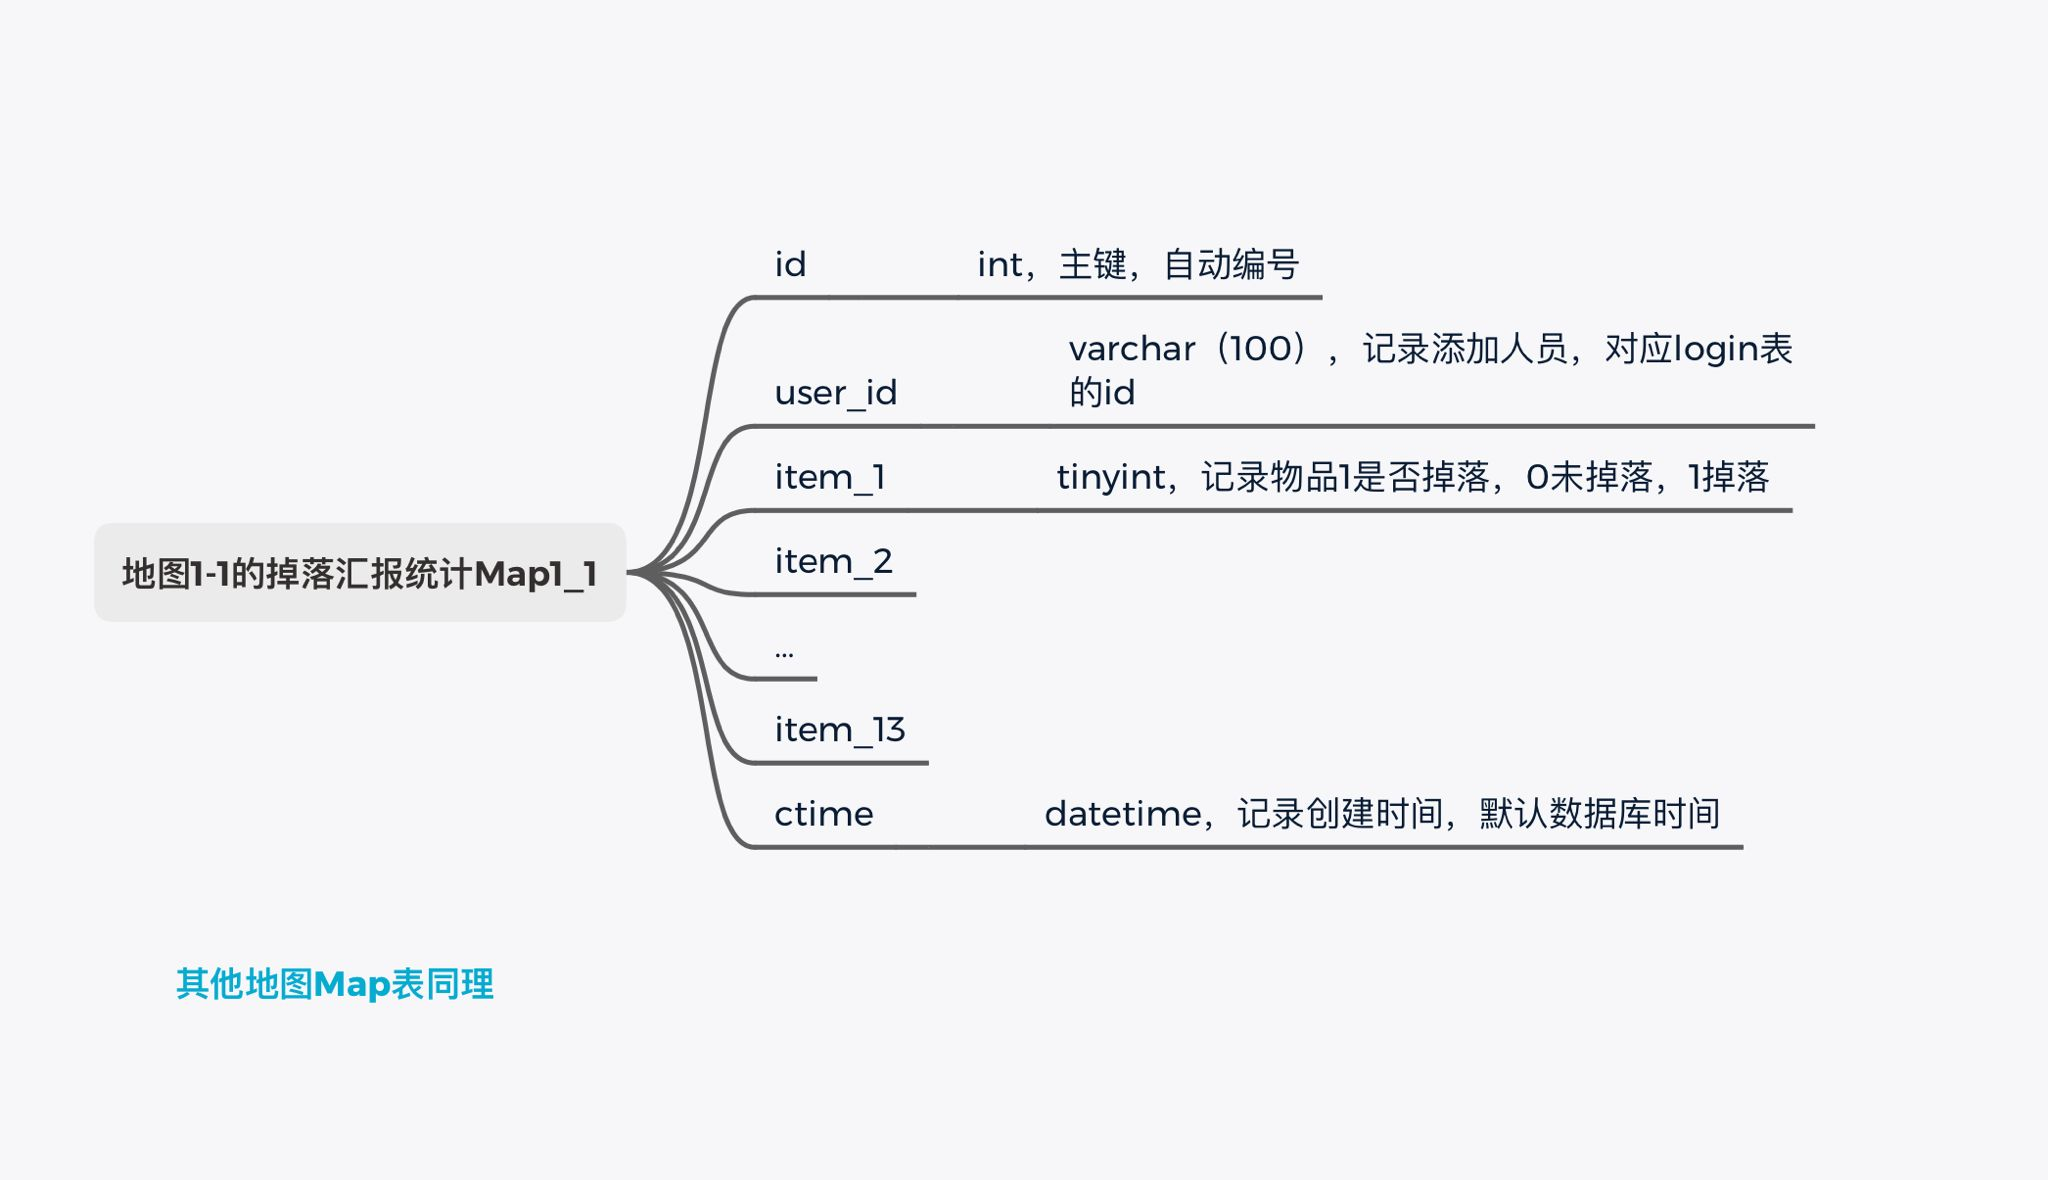 id
int，主键，自动编号
user_id
varchar（100），记录添加人员，对应login表
的id
item_1
tinyint，记录物品1是否掉落，0未掉落，1掉落
地图1-1的掉落汇报统计Map1_1
item_2
...
item_13
ctime
datetime，记录创建时间，默认数据库时间
其他地图Map表同理